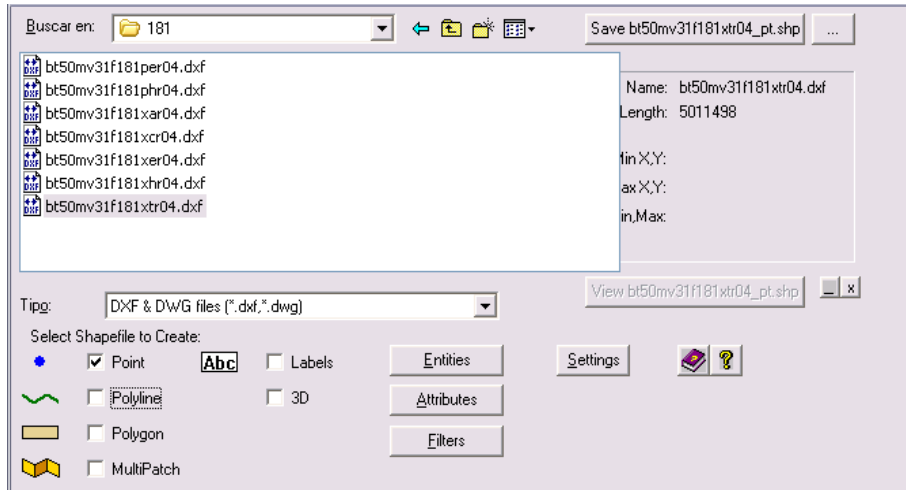 Buscar en: 181
Save bt50mv31f181xtr04_pt.shp ...
bt50mv31f181per04.dxf
bt50mv31f181phr04.dxf
bt50mv31f181xar04.dxf
bt50mv31f181xcr04.dxf
bt50mv31f181xer04.dxf
bt50mv31f181xhr04.dxf
bt50mv31f181xtr04.dxf
Name: bt50mv31f181xtr04.dxf
Length: 5011498
Min X,Y:
ax X,Y:
in,Max:
View bt50mv31f181xtr04_pt.shp
Tipo: DXF & DWG files (*.dxf,*.dwg)
Select Shapefile to Create:
Point Abc Labels Entities Settings ?
Polyline 3D Attributes
Polygon Filters
MultiPatch